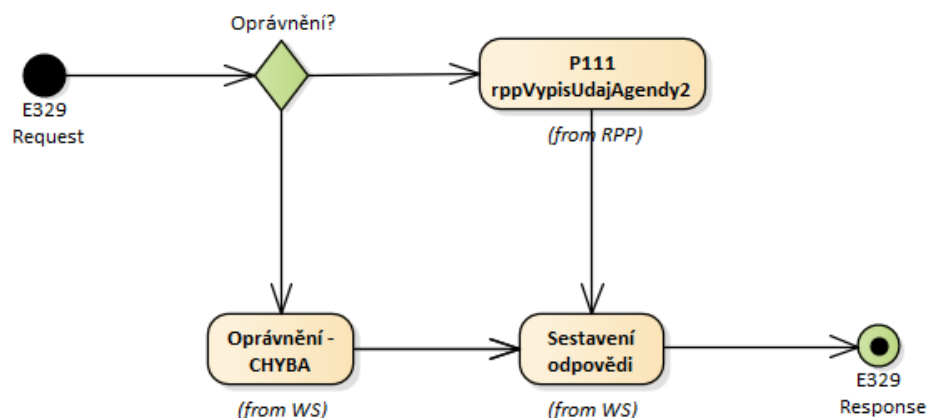 Oprávnění?
E329
Request
P111
rppVypisUdajAgendy2
(from RPP)
Oprávnění -
CHYBA
(from WS)
Sestavení
odpovědi
(from WS)
E329
Response